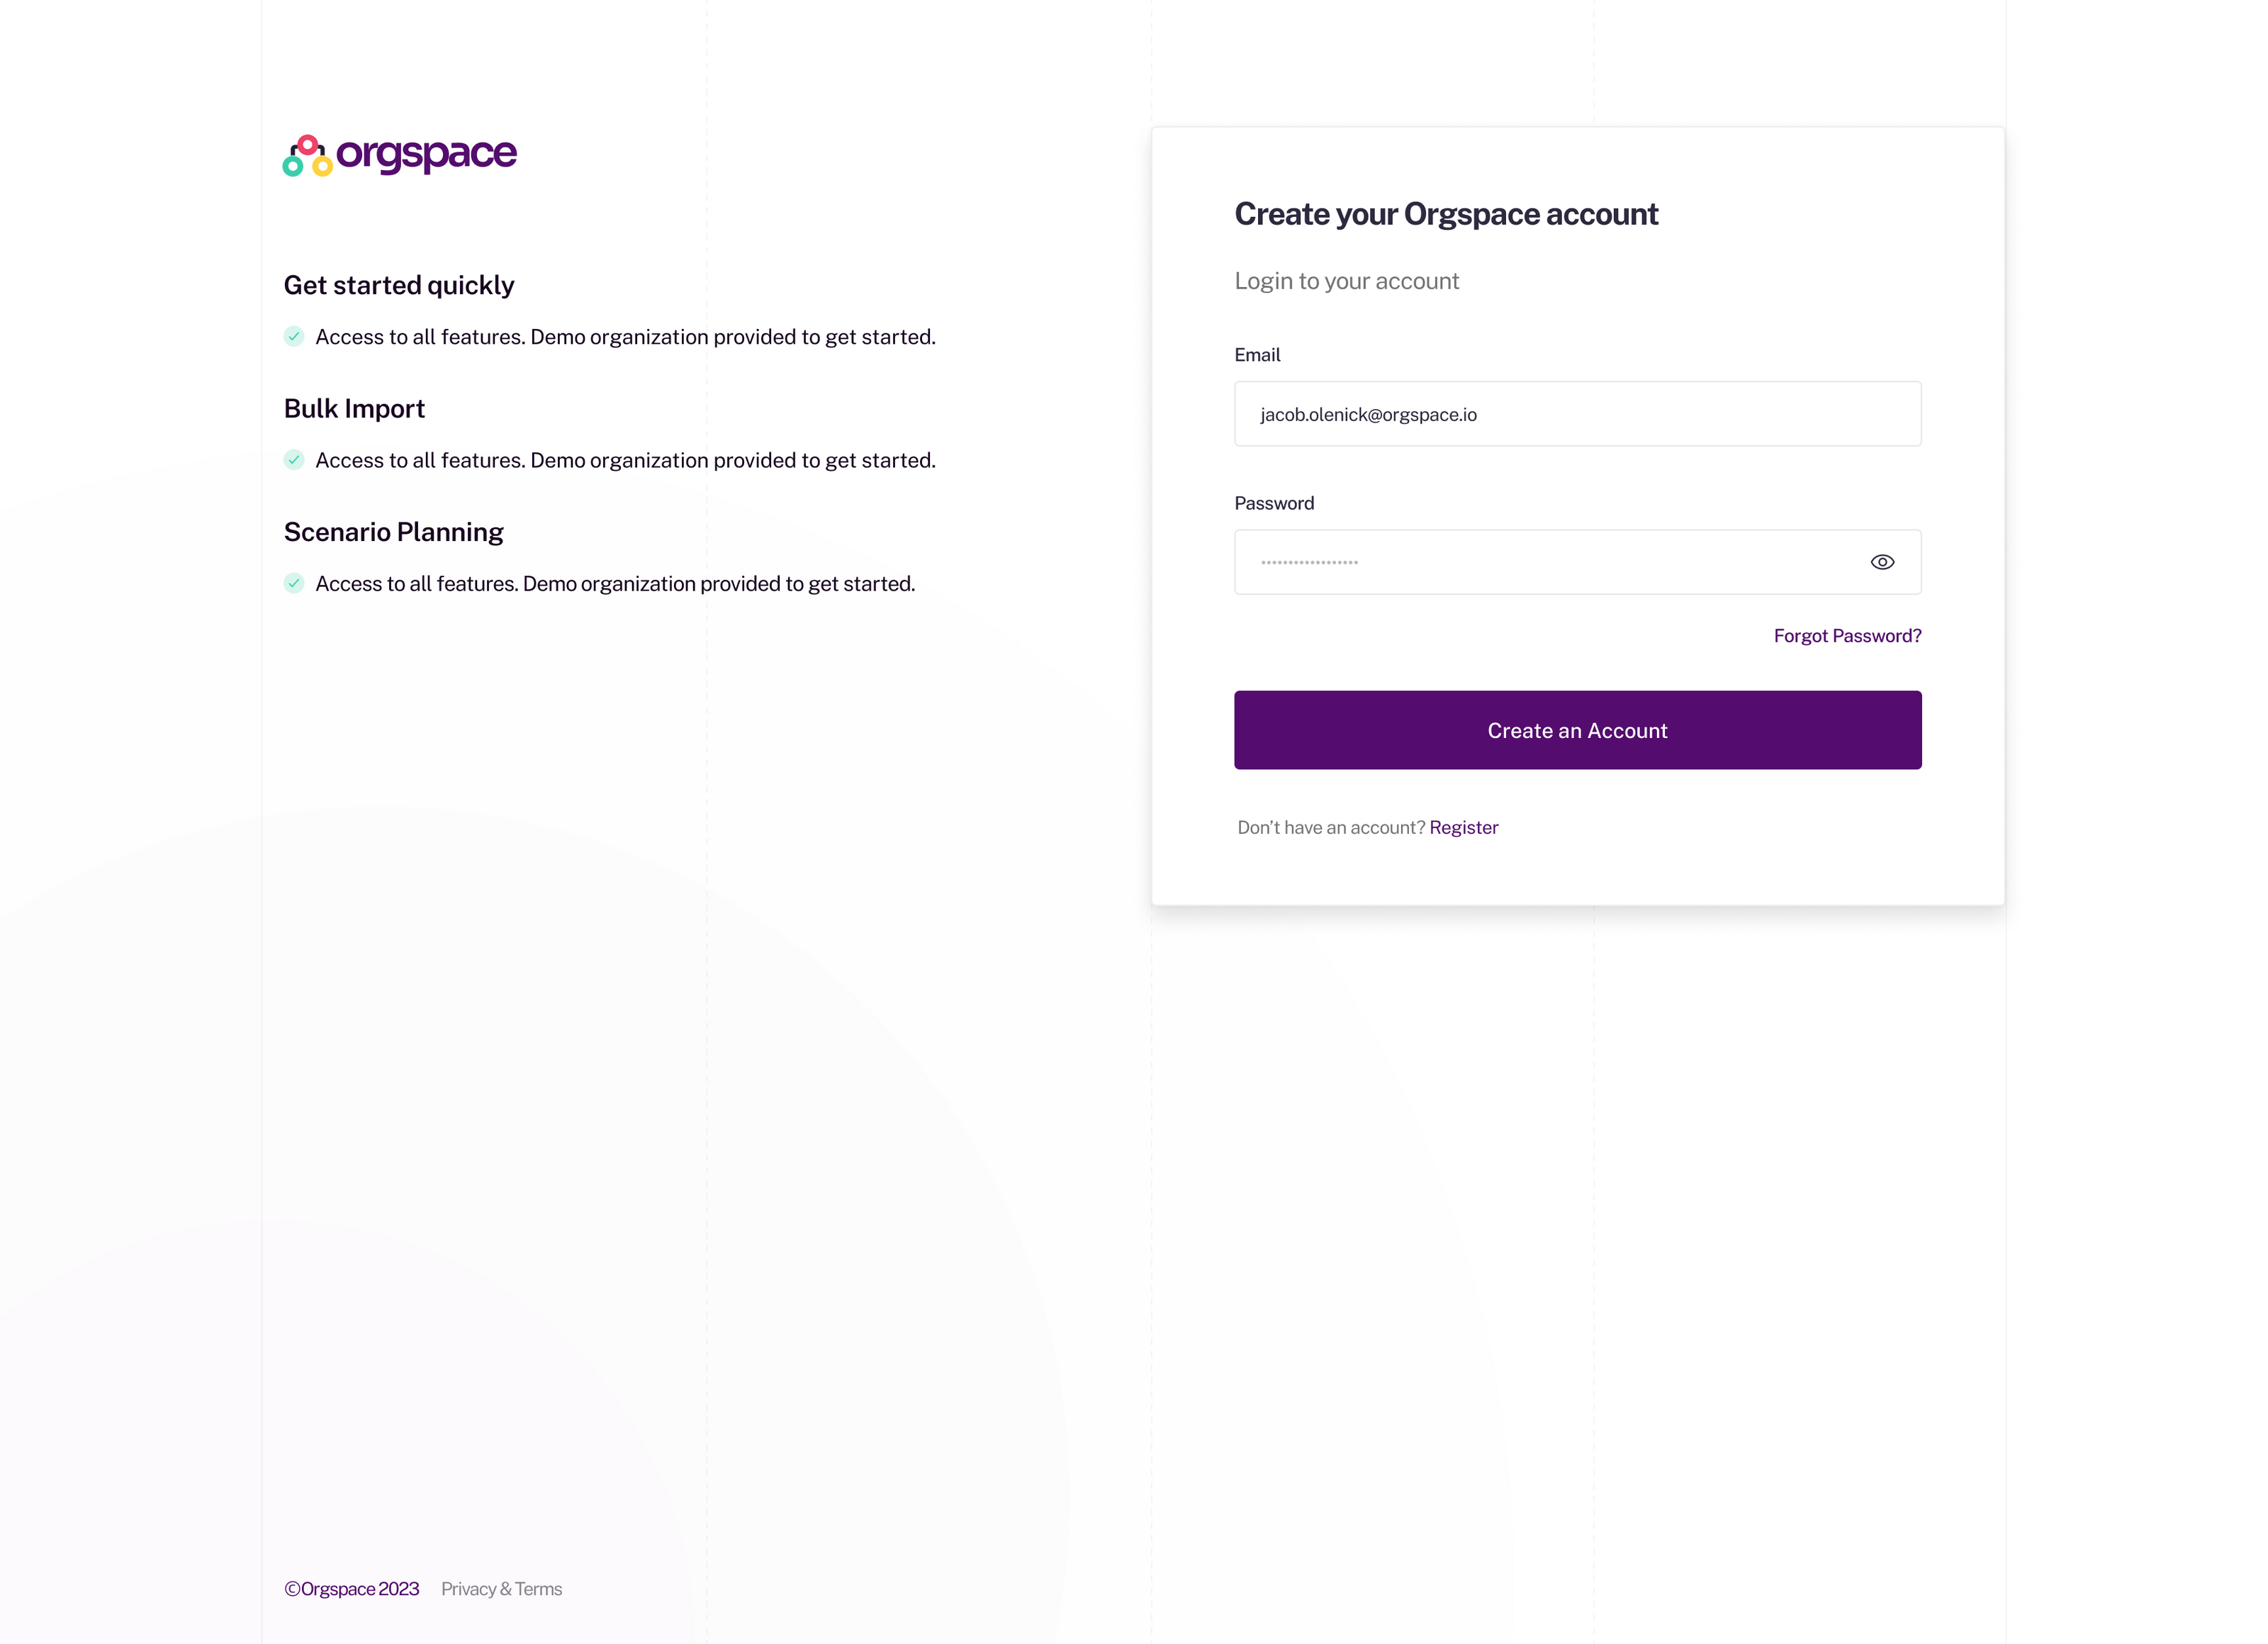 orgspace
Get started quickly
Access to all features. Demo organization provided to get started.
Bulk Import
Access to all features. Demo organization provided to get started.
Scenario Planning
Access to all features. Demo organization provided to get started.
Create your Orgspace account
Login to your account
Email
jacob.olenick@orgspace.io
Password
Forgot Password?
Create an Account
Don’t have an account? Register
©Orgspace 2023 Privacy & Terms